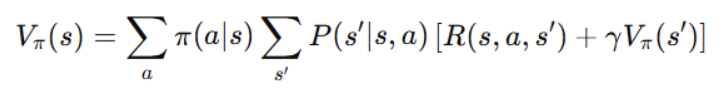 V_π(s) = ∑_a π(a|s) ∑_{s′} P(s′|s, a) [R(s, a, s′) + γV_π(s′)]